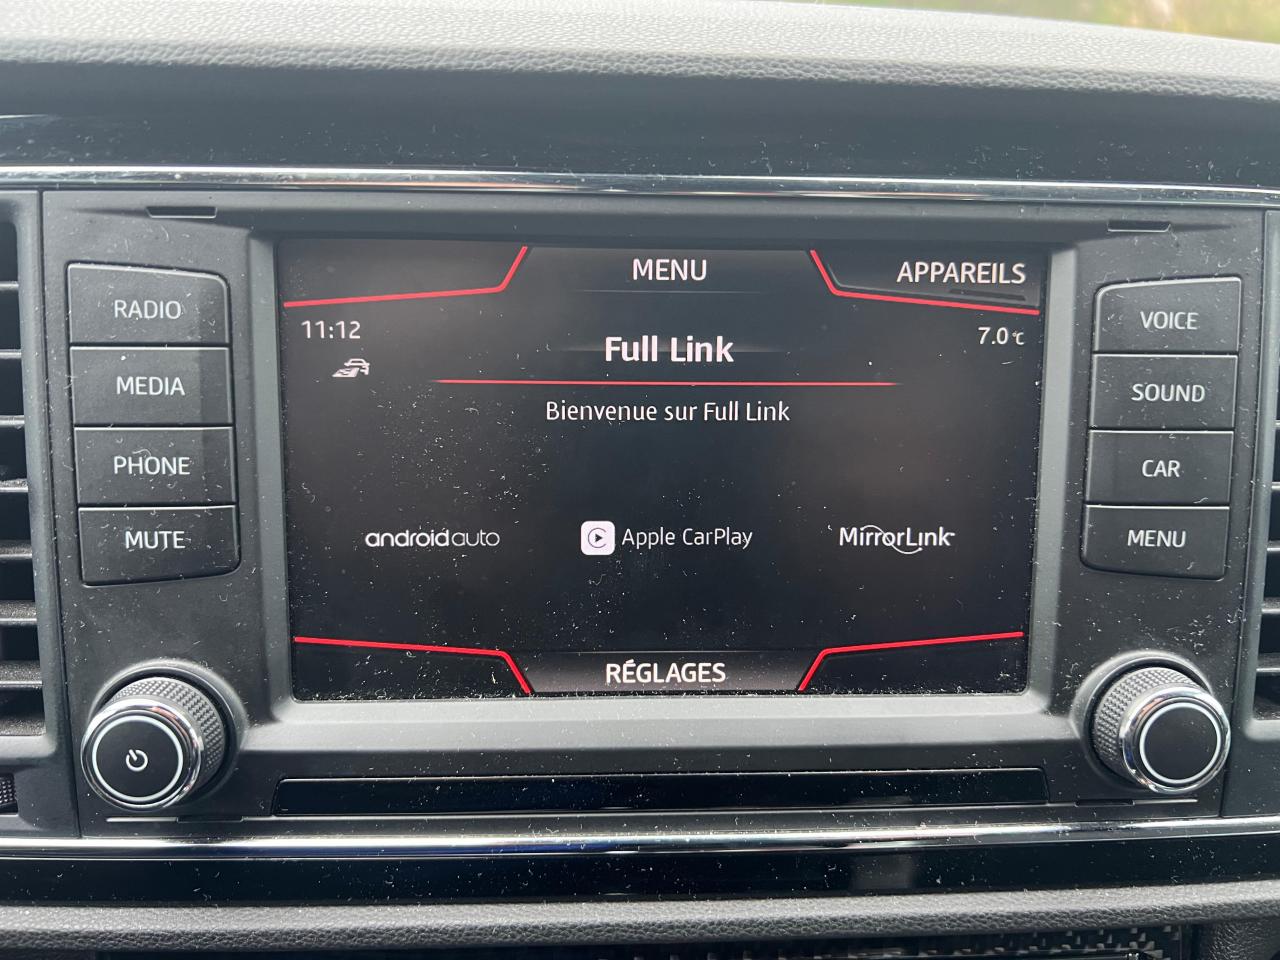 RADIO
MEDIA
PHONE
MUTE
MENU
APPAREILS
11:12
7.0°C
Full Link
Bienvenue sur Full Link
androidauto
Apple CarPlay
MirrorLink
RÉGLAGES
VOICE
SOUND
CAR
MENU